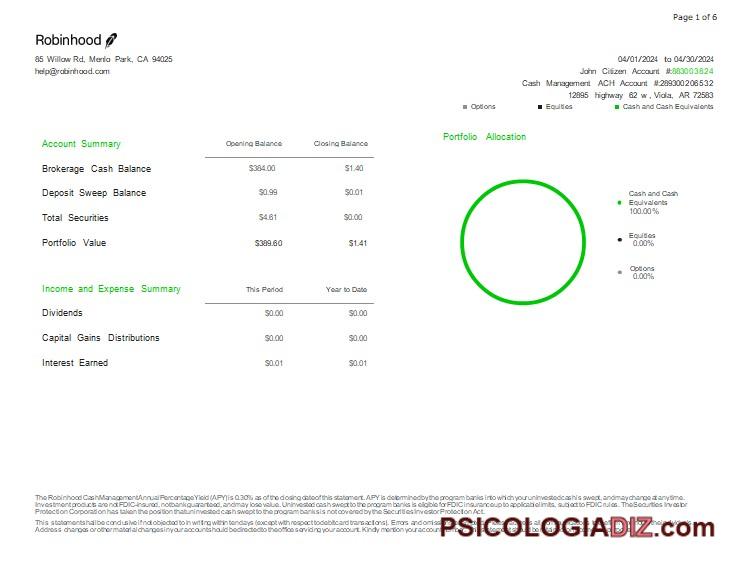 Page 1 of 6
Robinhood
85 Willow Rd, Menlo Park, CA 94025
help@robinhood.com
04/01/2024 to 04/30/2024
John Citizen Account #:883003624
Cash Management ACH Account #:289300206532
12895 highway 62 w , Viola, AR 72583
Options Equities Cash and Cash Equivalents
Portfolio Allocation
Account Summary Opening Balance Closing Balance
Brokerage Cash Balance $384.00 $1.40
Deposit Sweep Balance $0.99 $0.01
Total Securities $4.61 $0.00
Portfolio Value $389.60 $1.41
Cash and Cash
Equivalents
100.00%
Equities
0.00%
Options
0.00%
Income and Expense Summary This Period Year to Date
Dividends $0.00 $0.00
Capital Gains Distributions $0.00 $0.00
Interest Earned $0.01 $0.01
The Robinhood Cash Management Annual Percentage Yield (APY) is 0.30% as of the closing date of this statement. APY is determined by the program banks into which your uninvested cash is swept, and may change at any time.
Investment products are not FDIC-insured, not bank guaranteed, and may lose value. Uninvested cash swept to the program banks is eligible for FDIC insurance up to applicable limits, subject to FDIC rules. The Securities Investor
Protection Corporation has taken the position that uninvested cash swept to the program banks is not covered by the Securities Investor Protection Act.
This statement shall be conclusive if not objected to in writing within ten days (except with respect to debit card transactions). Errors and
Address changes or other material changes in your account should be directed to the office servicing your account. Kindly mention your account
PSICOLOGIADIZ.com